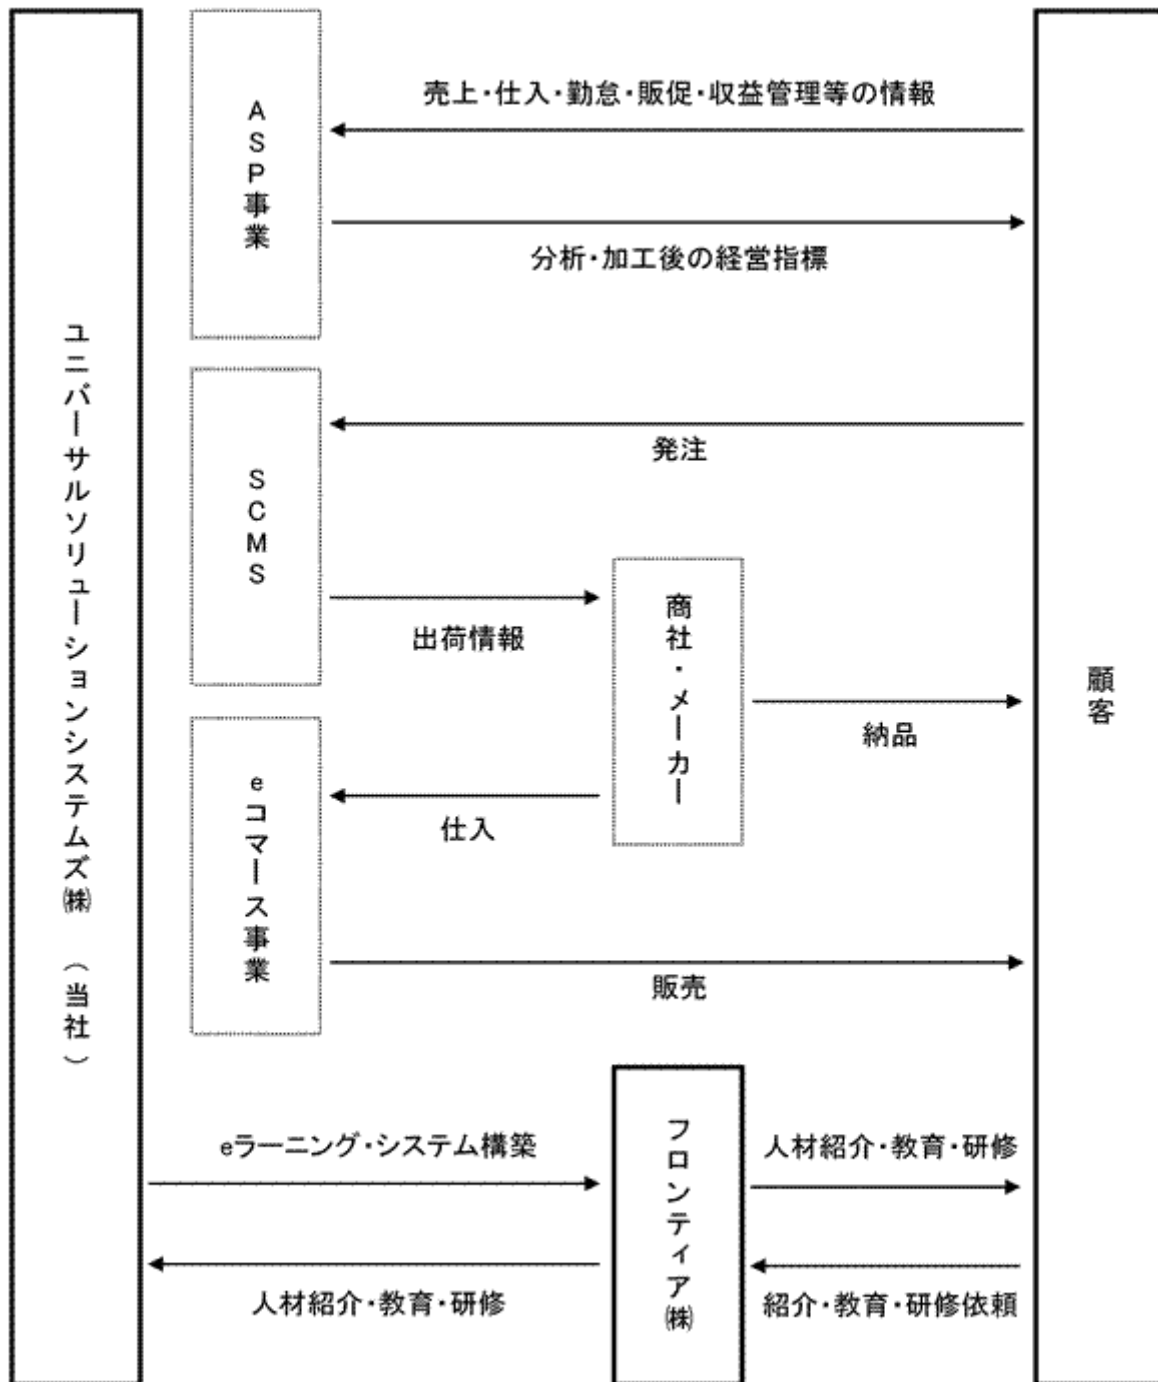 ユニバーサルソリューションシステムズ㈱ (当社)
ASP事業
売上・仕入・勤怠・販促・収益管理等の情報
分析・加工後の経営指標
SCMS
発注
出荷情報
商社・メーカー
納品
顧客
eコマース事業
仕入
販売
eラーニング・システム構築
フロンティア㈱
人材紹介・教育・研修
人材紹介・教育・研修
紹介・教育・研修依頼